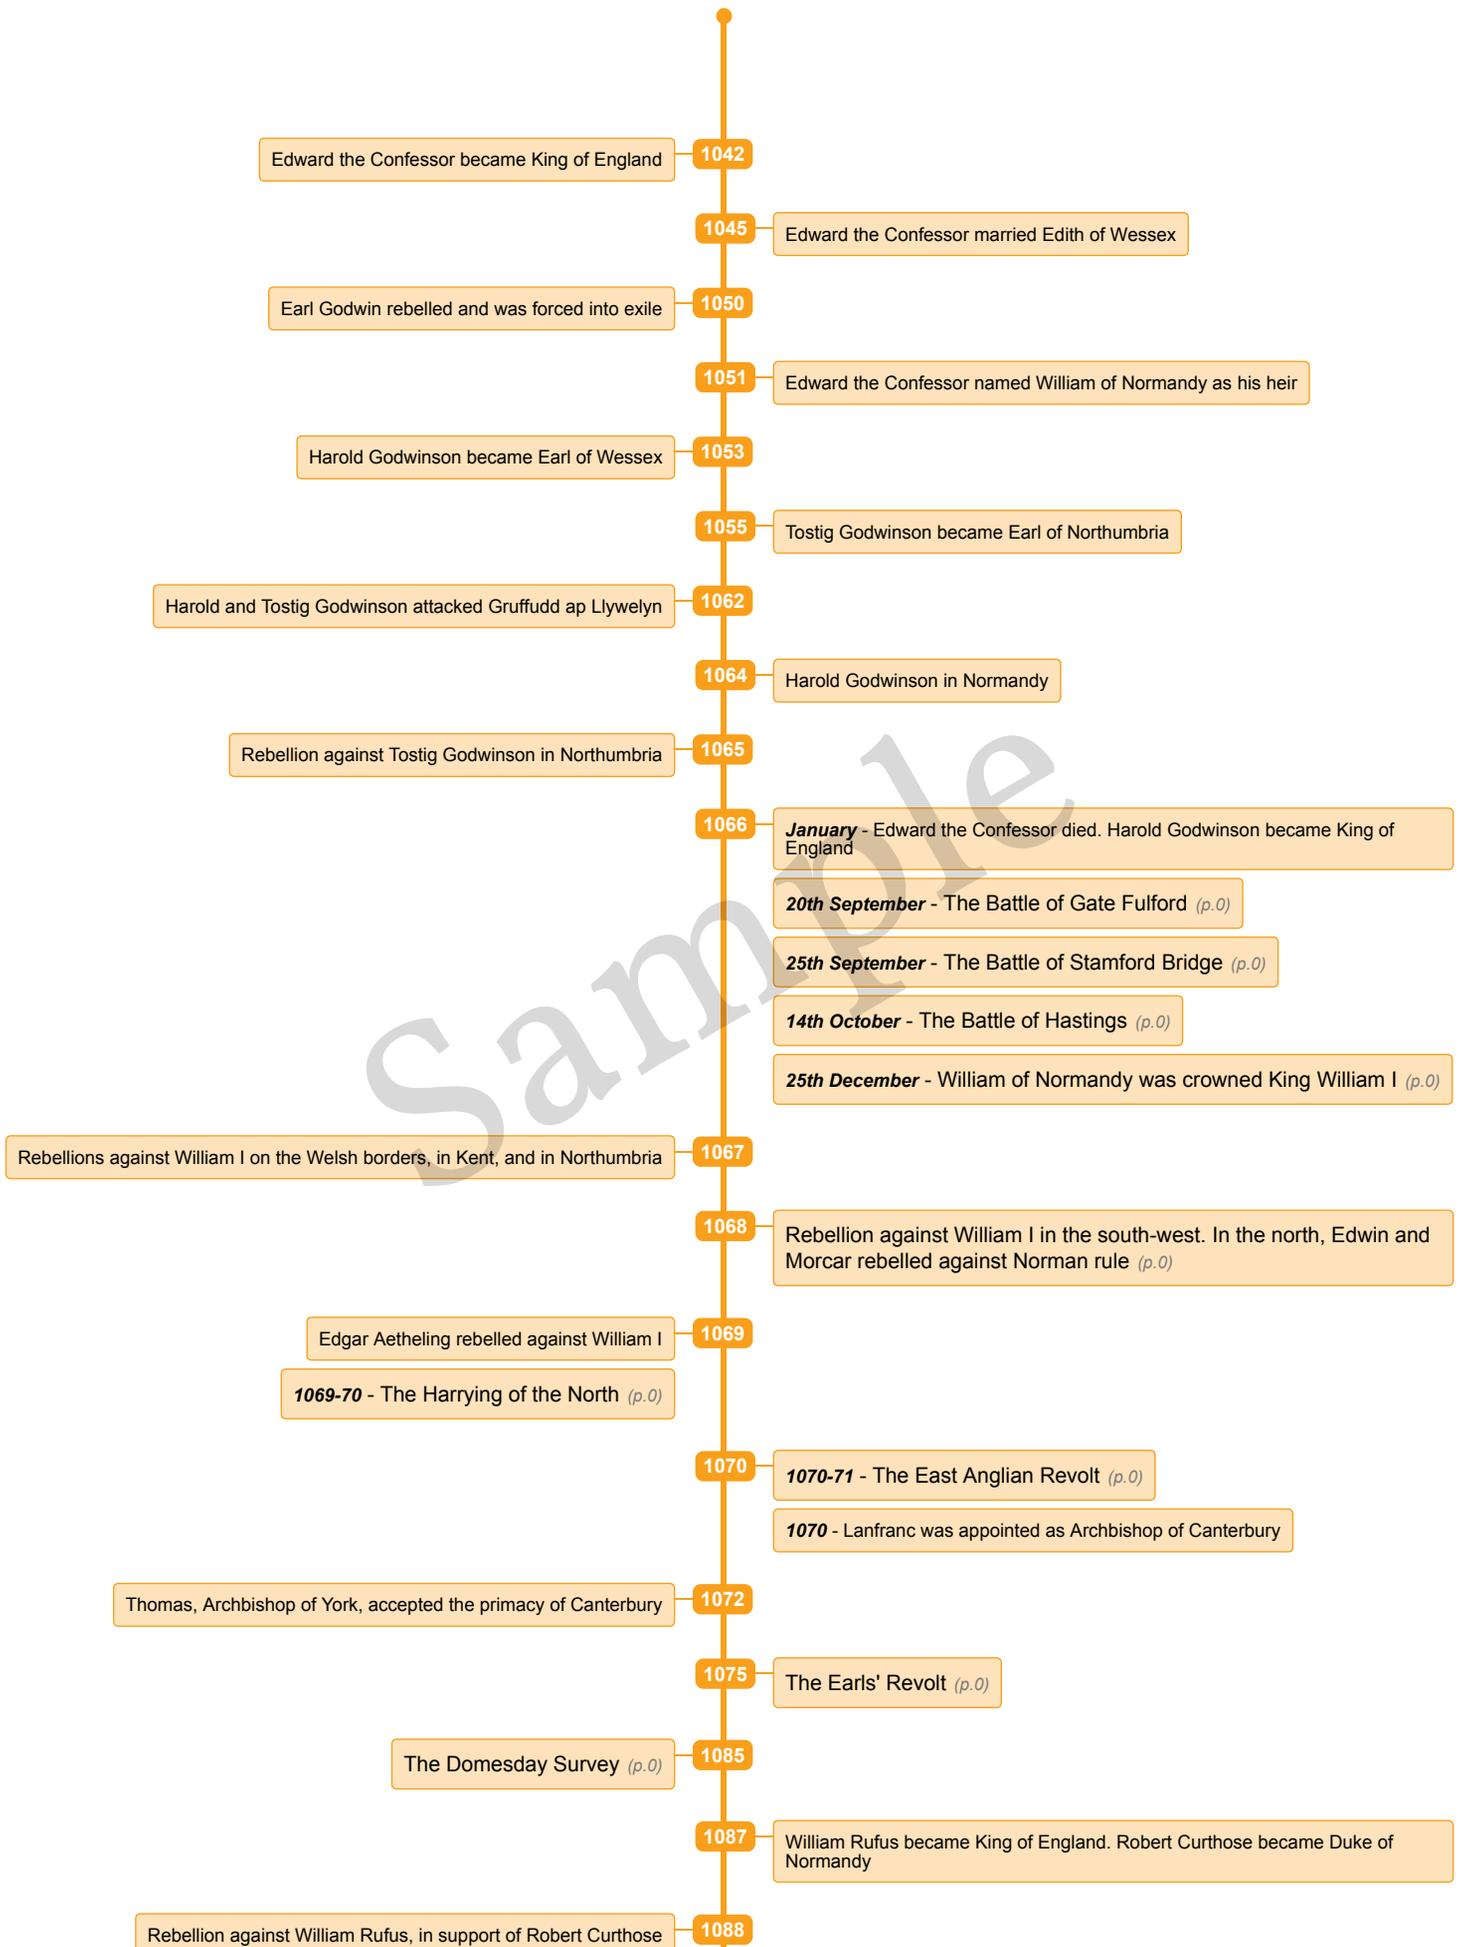 1042
Edward the Confessor became King of England
1045
Edward the Confessor married Edith of Wessex
1050
Earl Godwin rebelled and was forced into exile
1051
Edward the Confessor named William of Normandy as his heir
1053
Harold Godwinson became Earl of Wessex
1055
Tostig Godwinson became Earl of Northumbria
1062
Harold and Tostig Godwinson attacked Gruffudd ap Llywelyn
1064
Harold Godwinson in Normandy
1065
Rebellion against Tostig Godwinson in Northumbria
1066
January - Edward the Confessor died. Harold Godwinson became King of
England
20th September - The Battle of Gate Fulford (p.0)
25th September - The Battle of Stamford Bridge (p.0)
14th October - The Battle of Hastings (p.0)
25th December - William of Normandy was crowned King William I (p.0)
Sample
1067
Rebellions against William I on the Welsh borders, in Kent, and in Northumbria
1068
Rebellion against William I in the south-west. In the north, Edwin and
Morcar rebelled against Norman rule (p.0)
1069
Edgar Aetheling rebelled against William I
1069-70 - The Harrying of the North (p.0)
1070
1070-71 - The East Anglian Revolt (p.0)
1070 - Lanfranc was appointed as Archbishop of Canterbury
1072
Thomas, Archbishop of York, accepted the primacy of Canterbury
1075
The Earls' Revolt (p.0)
1085
The Domesday Survey (p.0)
1087
William Rufus became King of England. Robert Curthose became Duke of
Normandy
1088
Rebellion against William Rufus, in support of Robert Curthose